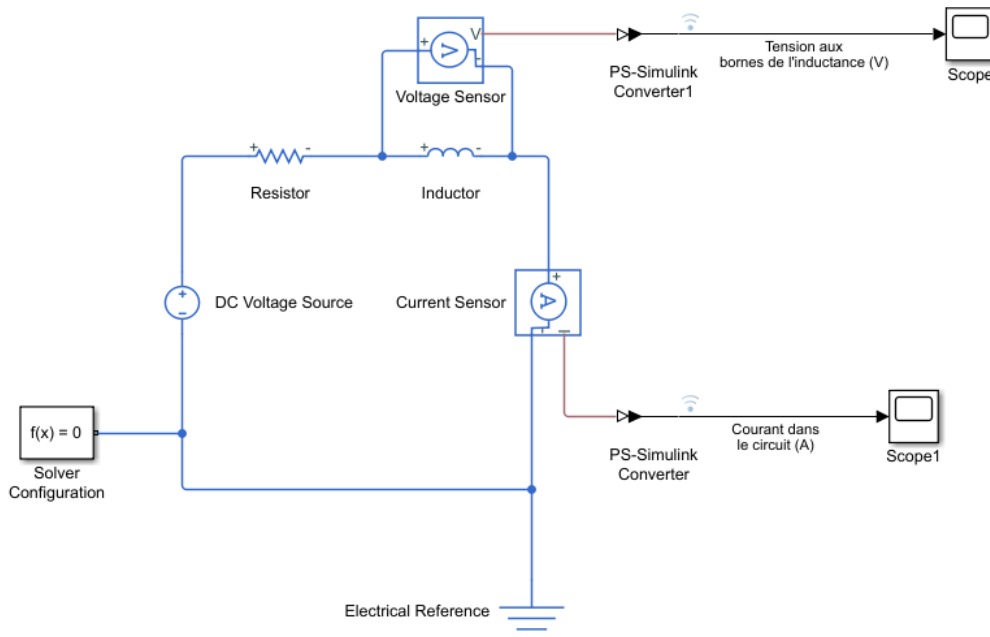 V
Voltage Sensor
PS-Simulink
Converter1
Tension aux
bornes de l'inductance (V)
Scope
Resistor
Inductor
DC Voltage Source
Current Sensor
A
f(x) = 0
Solver
Configuration
PS-Simulink
Converter
Courant dans
le circuit (A)
Scope1
Electrical Reference